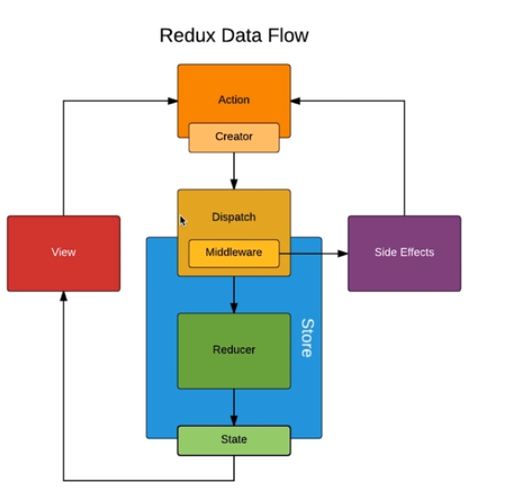 Redux Data Flow
Action
Creator
Dispatch
View
Middleware
Side Effects
Store
Reducer
State